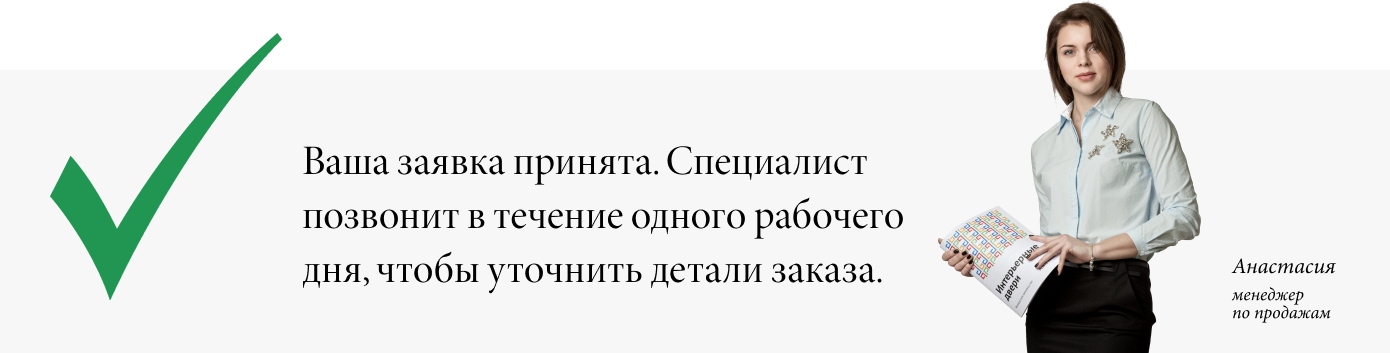 Ваша заявка принята. Специалист
позвонит в течение одного рабочего
дня, чтобы уточнить детали заказа.
Интерьерные
двери
Анастасия
менеджер
по продажам